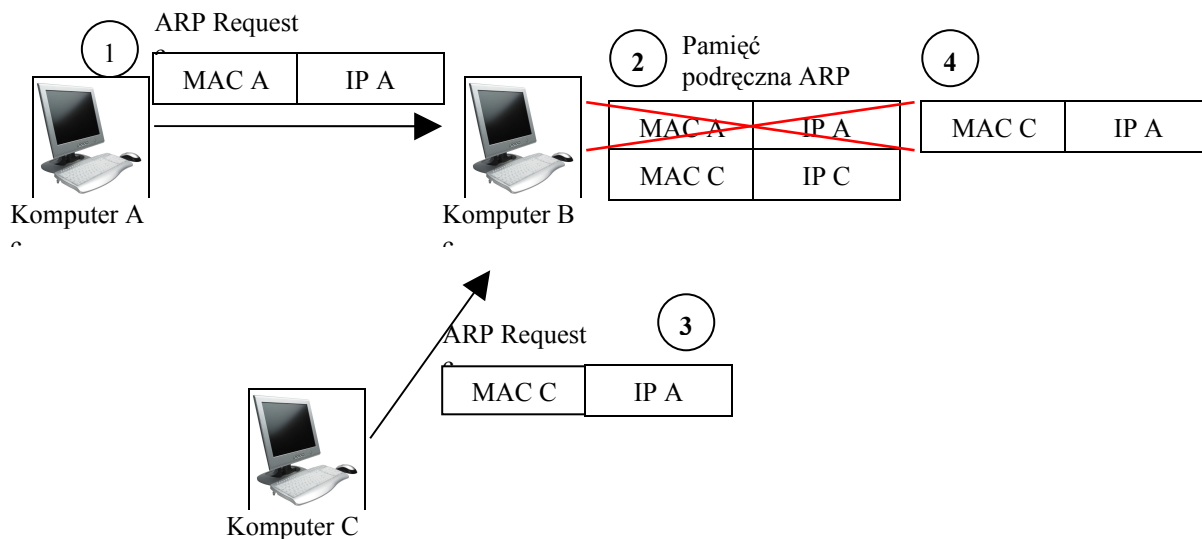 ARP Request
1
MAC A IP A
Komputer A
2
Pamięć
podręczna ARP
4
MAC A IP A
MAC C IP C
MAC C IP A
Komputer B
ARP Request
3
MAC C IP A
Komputer C